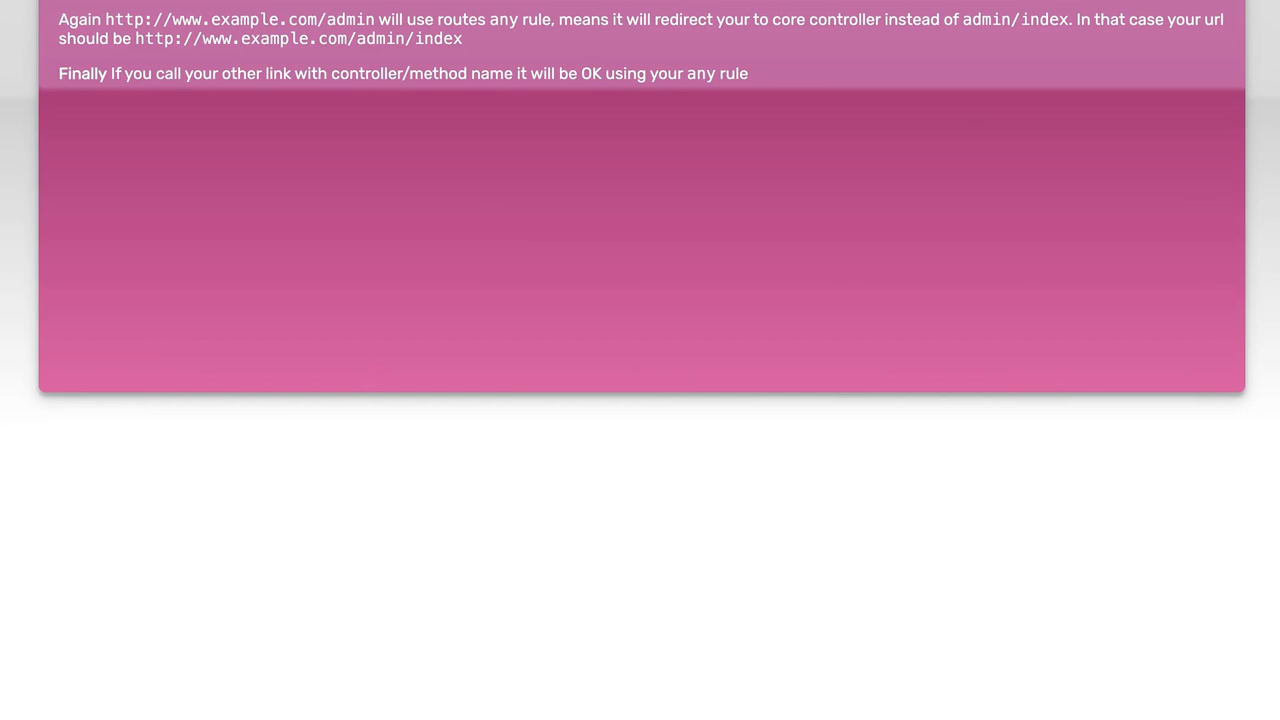 Again http://www.example.com/admin will use routes any rule, means it will redirect your to core controller instead of admin/index. In that case your url
should be http://www.example.com/admin/index
Finally If you call your other link with controller/method name it will be OK using your any rule